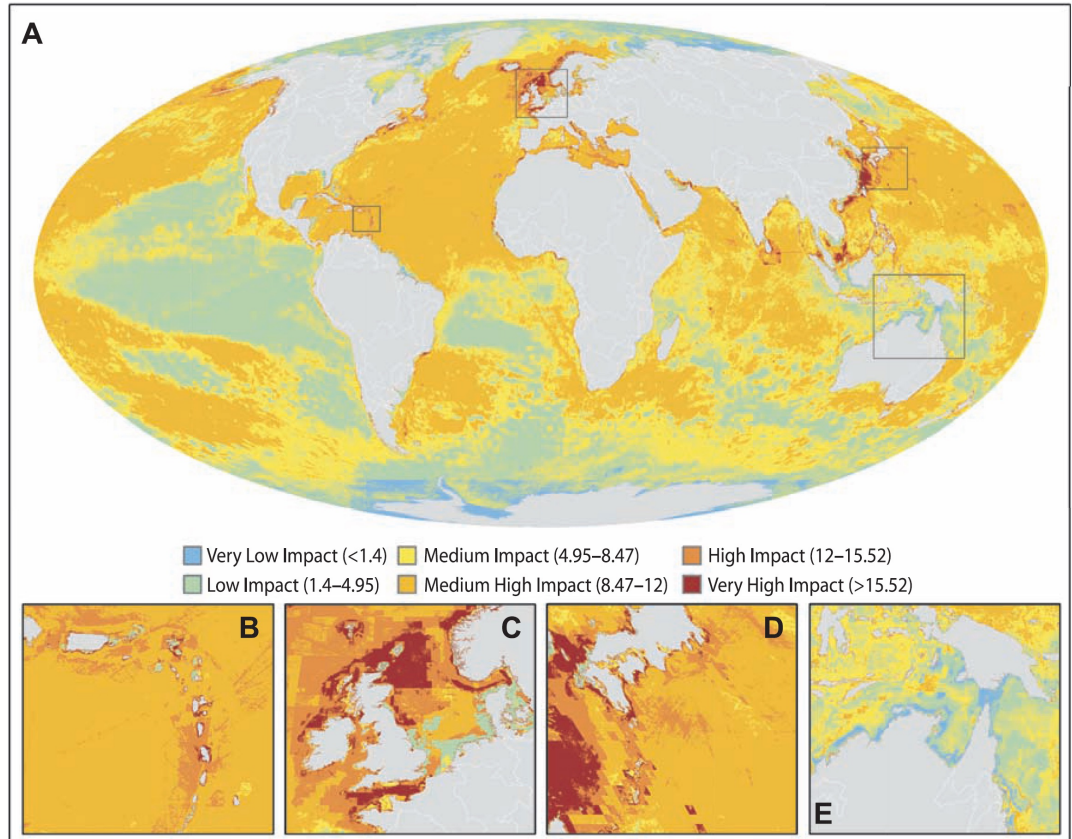 A
Very Low Impact (<1.4)
Medium Impact (4.95–8.47)
High Impact (12–15.52)
Low Impact (1.4–4.95)
Medium High Impact (8.47–12)
Very High Impact (>15.52)
B
C
D
E